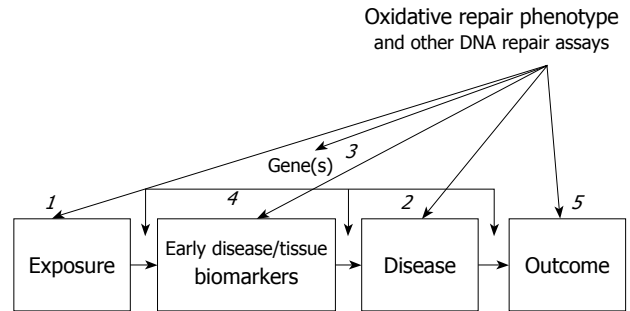 Oxidative repair phenotype
and other DNA repair assays
3
Gene(s)
1
4
2
5
Exposure
Early disease/tissue
biomarkers
Disease
Outcome